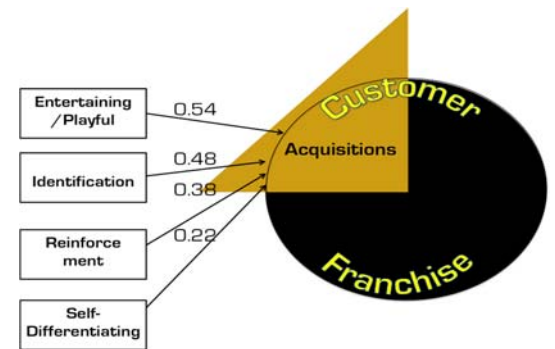 Entertaining
/Playful
0.54
0.48
Identification
0.38
Reinforce
ment
0.22
Self-
Differentiating
Customer
Acquisitions
Franchise